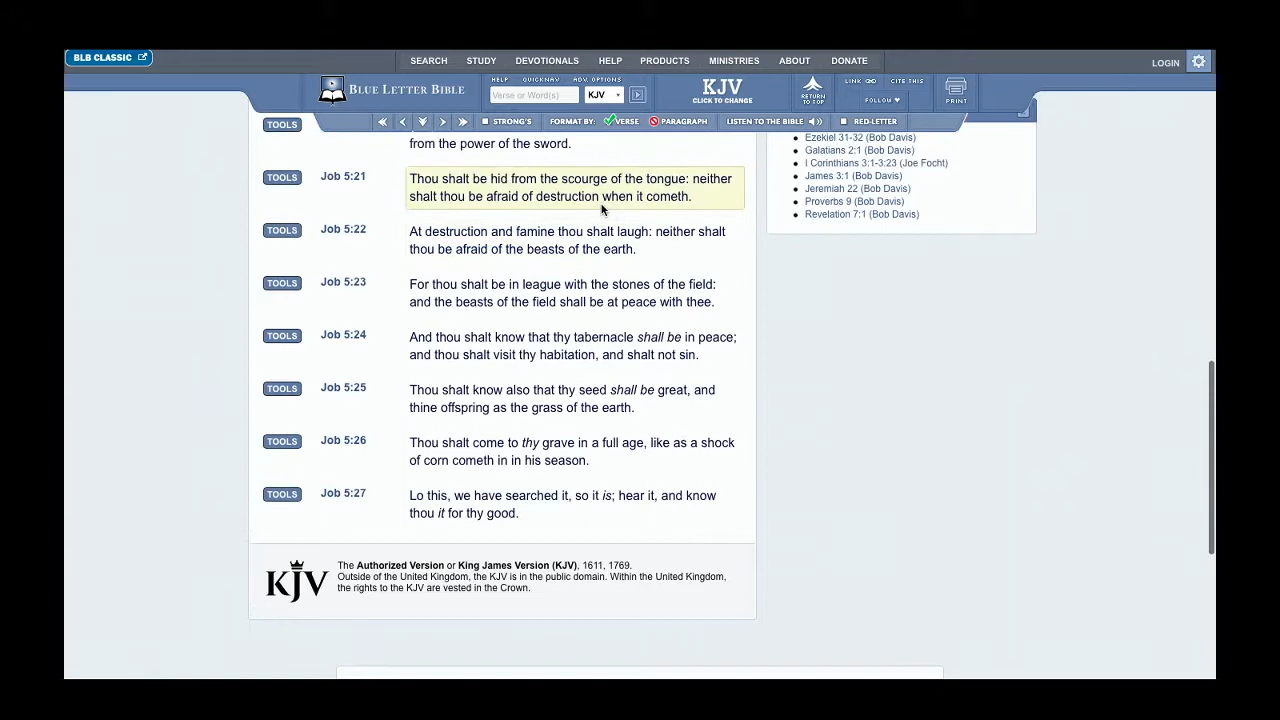 BLB CLASSIC
SEARCH STUDY DEVOTIONALS HELP PRODUCTS MINISTRIES ABOUT DONATE
LOGIN
BLUE LETTER BIBLE
HELP QUICKNAV ADV. OPTIONS
Verse or Word(s) KJV
KJV
CLICK TO CHANGE
RETURN
TO TOP
LINK CITE THIS
FOLLOW
PRINT
STRONG'S FORMAT BY: VERSE PARAGRAPH LISTEN TO THE BIBLE RED-LETTER
TOOLS
from the power of the sword.
TOOLS Job 5:21 Thou shalt be hid from the scourge of the tongue: neither
shalt thou be afraid of destruction when it cometh.
TOOLS Job 5:22 At destruction and famine thou shalt laugh: neither shalt
thou be afraid of the beasts of the earth.
TOOLS Job 5:23 For thou shalt be in league with the stones of the field:
and the beasts of the field shall be at peace with thee.
TOOLS Job 5:24 And thou shalt know that thy tabernacle shall be in peace;
and thou shalt visit thy habitation, and shalt not sin.
TOOLS Job 5:25 Thou shalt know also that thy seed shall be great, and
thine offspring as the grass of the earth.
TOOLS Job 5:26 Thou shalt come to thy grave in a full age, like as a shock
of corn cometh in in his season.
TOOLS Job 5:27 Lo this, we have searched it, so it is; hear it, and know
thou it for thy good.
KJV
The Authorized Version or King James Version (KJV), 1611, 1769.
Outside of the United Kingdom, the KJV is in the public domain. Within the United Kingdom,
the rights to the KJV are vested in the Crown.
Ezekiel 31-32 (Bob Davis)
Galatians 2:1 (Bob Davis)
I Corinthians 3:1-3:23 (Joe Focht)
James 3:1 (Bob Davis)
Jeremiah 22 (Bob Davis)
Proverbs 9 (Bob Davis)
Revelation 7:1 (Bob Davis)